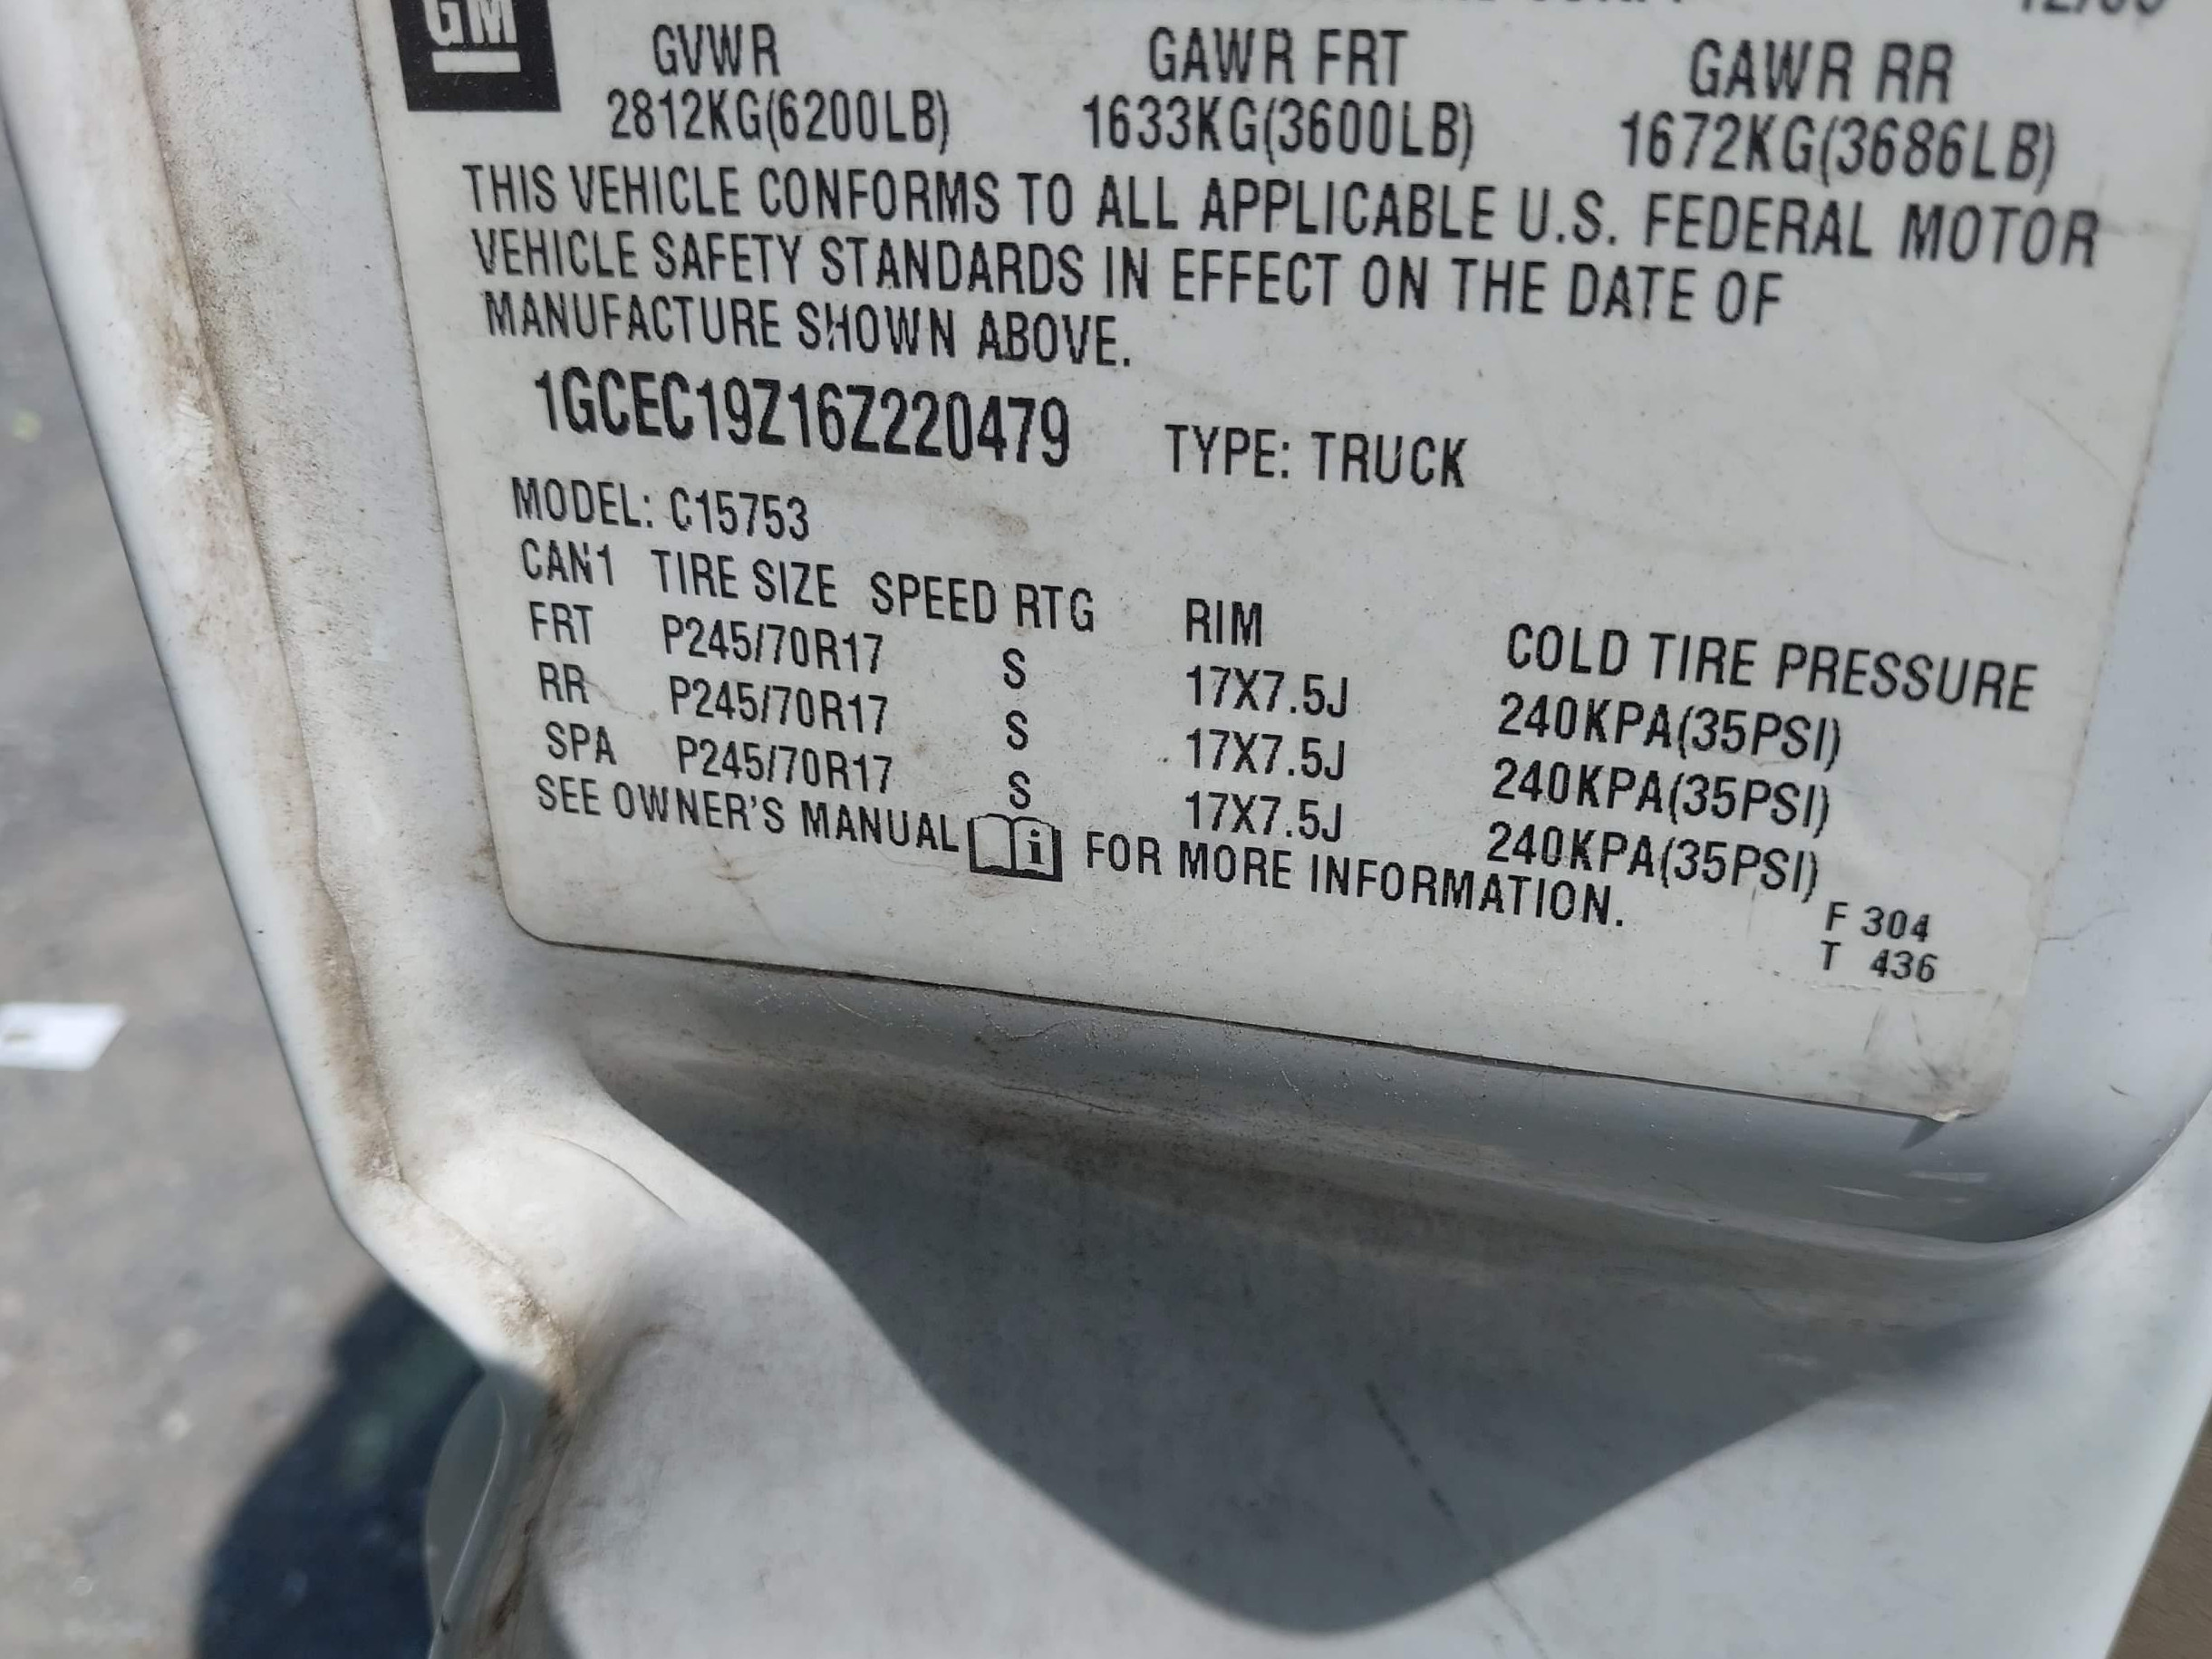 GM
GVWR GAWR FRT GAWR RR
2812KG(6200LB) 1633KG(3600LB) 1672KG(3686LB)
THIS VEHICLE CONFORMS TO ALL APPLICABLE U.S. FEDERAL MOTOR
VEHICLE SAFETY STANDARDS IN EFFECT ON THE DATE OF
MANUFACTURE SHOWN ABOVE.
1GCEC19Z16Z220479 TYPE: TRUCK
MODEL: C15753
CAN1 TIRE SIZE SPEED RTG RIM COLD TIRE PRESSURE
FRT P245/70R17 S 17X7.5J 240KPA(35PSI)
RR P245/70R17 S 17X7.5J 240KPA(35PSI)
SPA P245/70R17 S 17X7.5J 240KPA(35PSI)
SEE OWNER'S MANUAL FOR MORE INFORMATION.
F 304
T 436